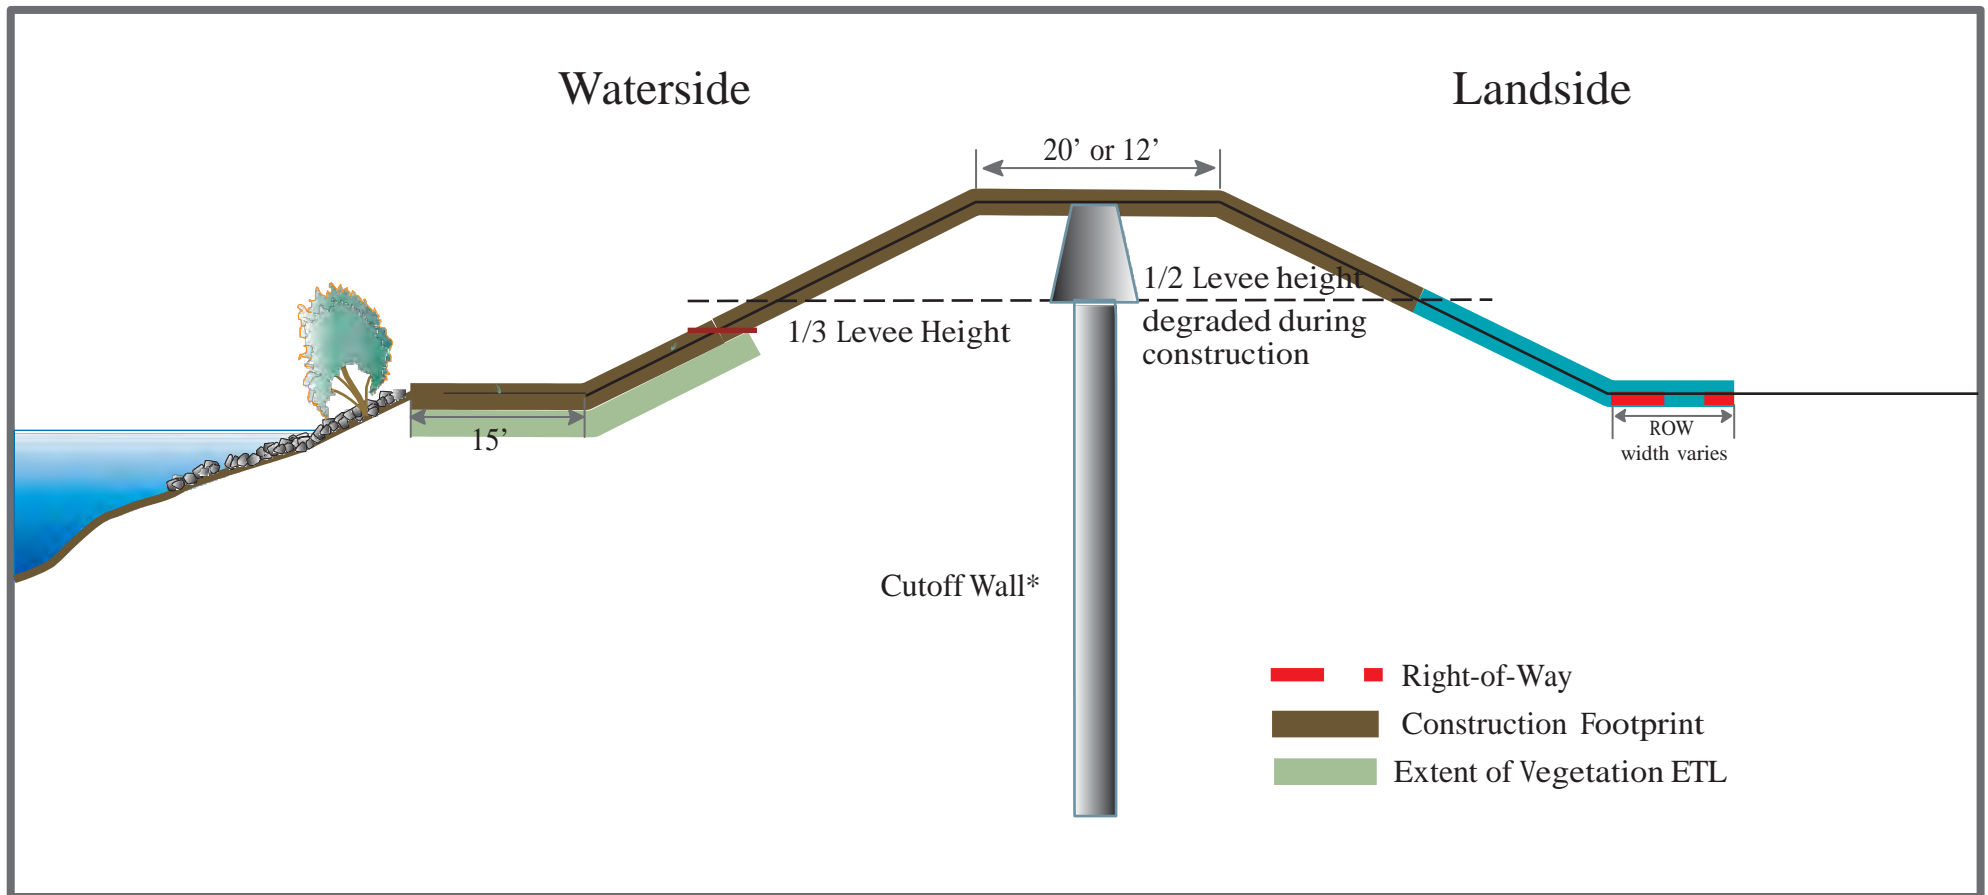 Waterside
Landside
20’ or 12’
1/2 Levee height
1/3 Levee Height
degraded during
construction
15’
ROW
width varies
Cutoff Wall*
Right-of-Way
Construction Footprint
Extent of Vegetation ETL